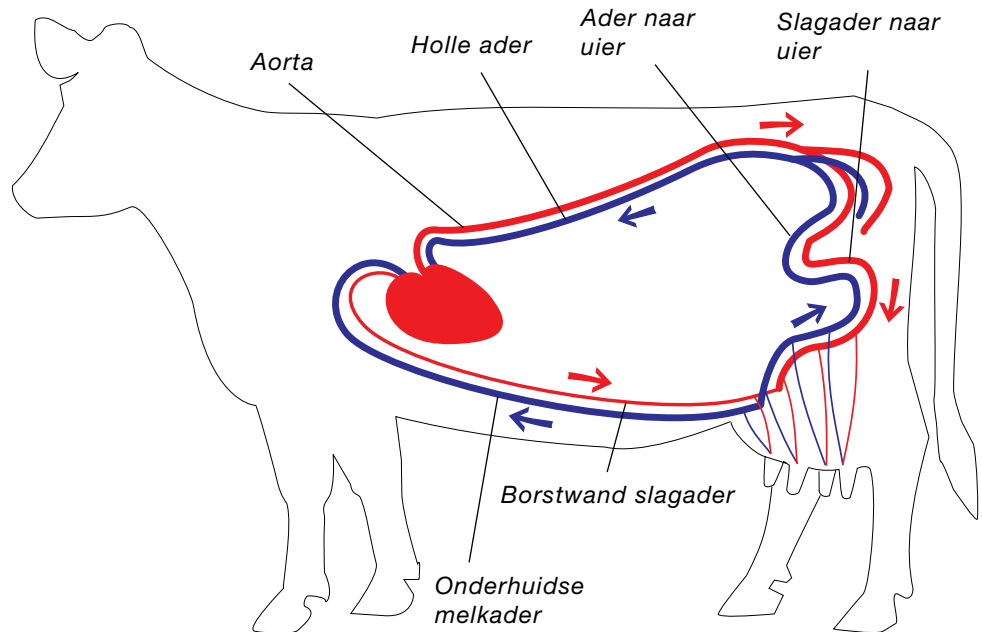 Aorta
Holle ader
Ader naar
uier
Slagader naar
uier
Borstwand slagader
Onderhuidse
melkader